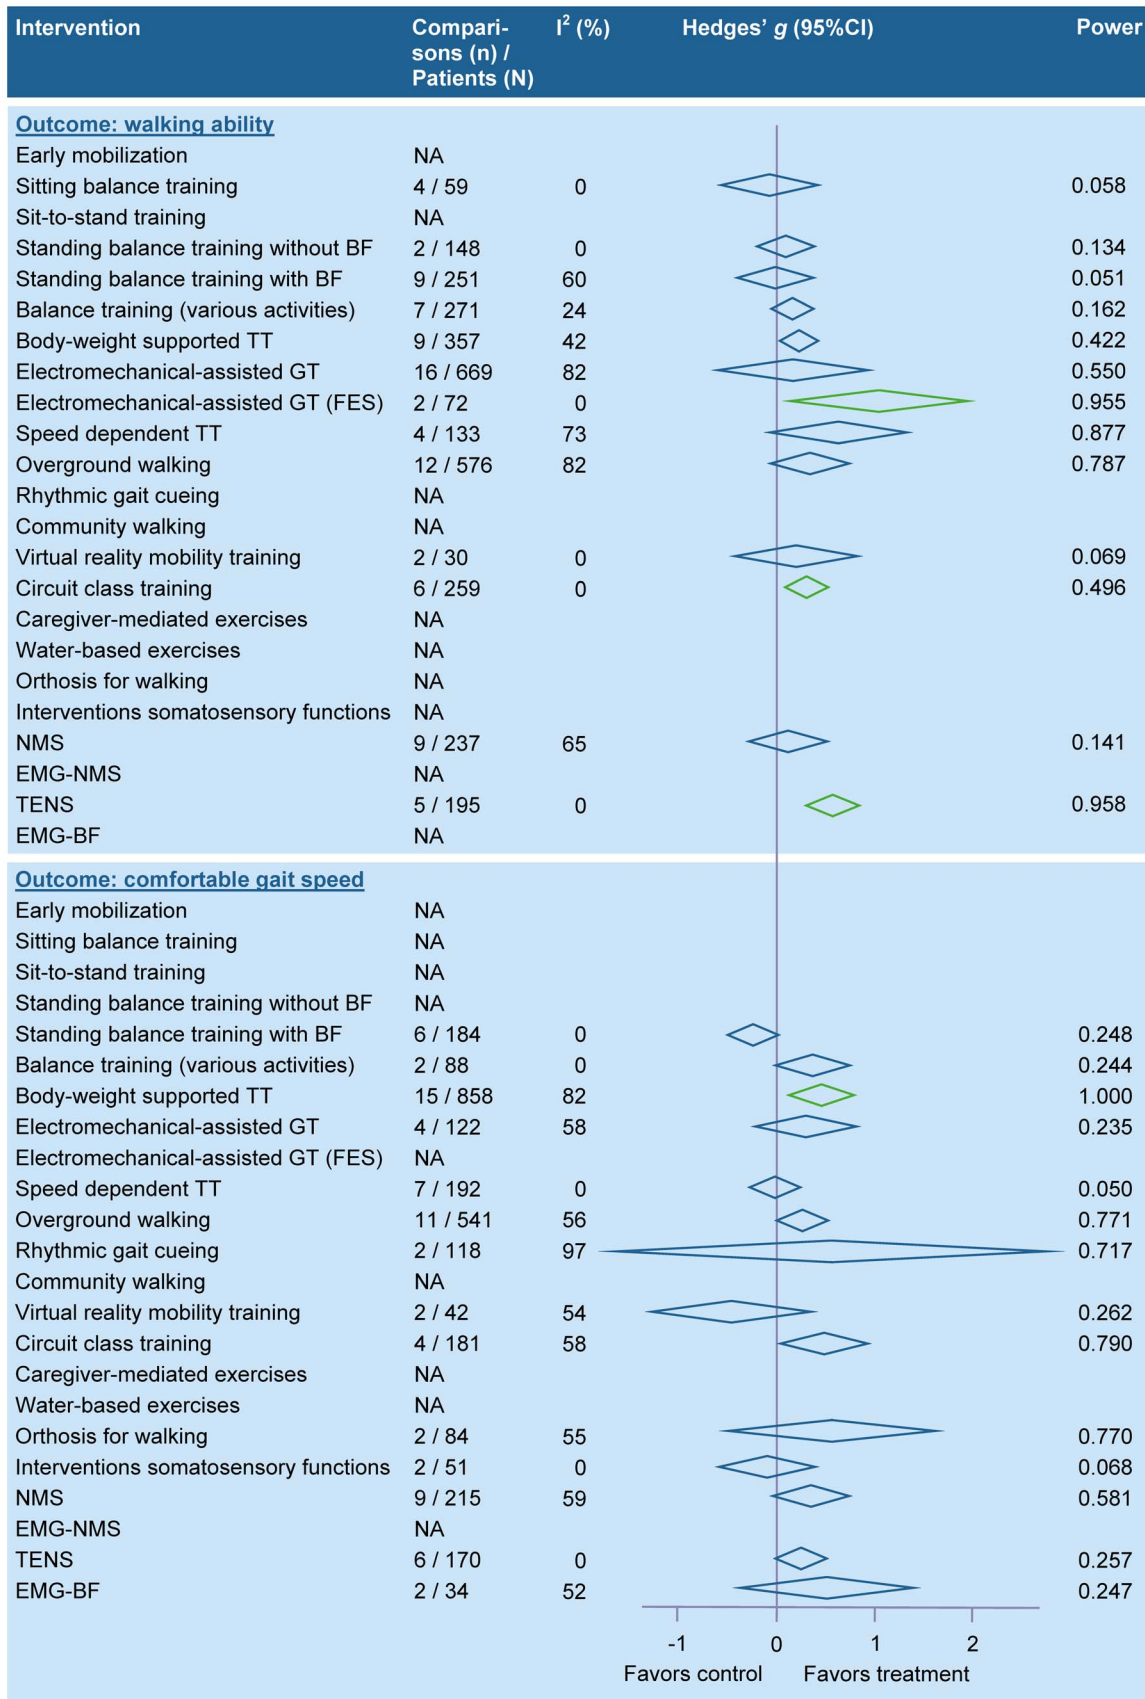 Intervention Compari-sons (n) / Patients (N) I² (%) Hedges' g (95%CI) Power
Outcome: walking ability
Early mobilization NA
Sitting balance training 4 / 59 0 0.058
Sit-to-stand training NA
Standing balance training without BF 2 / 148 0 0.134
Standing balance training with BF 9 / 251 60 0.051
Balance training (various activities) 7 / 271 24 0.162
Body-weight supported TT 9 / 357 42 0.422
Electromechanical-assisted GT 16 / 669 82 0.550
Electromechanical-assisted GT (FES) 2 / 72 0 0.955
Speed dependent TT 4 / 133 73 0.877
Overground walking 12 / 576 82 0.787
Rhythmic gait cueing NA
Community walking NA
Virtual reality mobility training 2 / 30 0 0.069
Circuit class training 6 / 259 0 0.496
Caregiver-mediated exercises NA
Water-based exercises NA
Orthosis for walking NA
Interventions somatosensory functions NA
NMS 9 / 237 65 0.141
EMG-NMS NA
TENS 5 / 195 0 0.958
EMG-BF NA
Outcome: comfortable gait speed
Early mobilization NA
Sitting balance training NA
Sit-to-stand training NA
Standing balance training without BF NA
Standing balance training with BF 6 / 184 0 0.248
Balance training (various activities) 2 / 88 0 0.244
Body-weight supported TT 15 / 858 82 1.000
Electromechanical-assisted GT 4 / 122 58 0.235
Electromechanical-assisted GT (FES) NA
Speed dependent TT 7 / 192 0 0.050
Overground walking 11 / 541 56 0.771
Rhythmic gait cueing 2 / 118 97 0.717
Community walking NA
Virtual reality mobility training 2 / 42 54 0.262
Circuit class training 4 / 181 58 0.790
Caregiver-mediated exercises NA
Water-based exercises NA
Orthosis for walking 2 / 84 55 0.770
Interventions somatosensory functions 2 / 51 0 0.068
NMS 9 / 215 59 0.581
EMG-NMS NA
TENS 6 / 170 0 0.257
EMG-BF 2 / 34 52 0.247
-1 0 1 2
Favors control Favors treatment